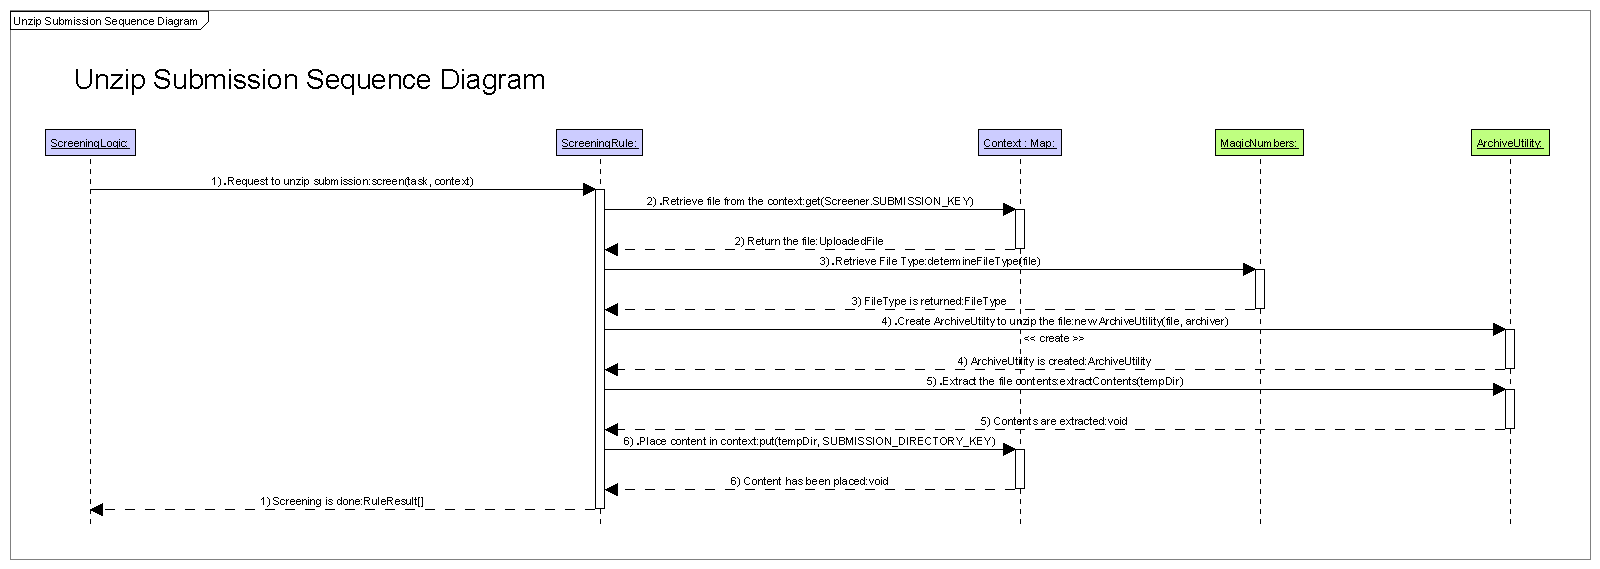 Unzip Submission Sequence Diagram
Unzip Submission Sequence Diagram
ScreeningLogic:
ScreeningRule:
Context : Map:
MagicNumbers:
ArchiveUtility:
1) .Request to unzip submission:screen(task, context)
2) .Retrieve file from the context:get(Screener.SUBMISSION_KEY)
2) Return the file:UploadedFile
3) .Retrieve File Type:determineFileType(file)
3) FileType is returned:FileType
4) .Create ArchiveUtilty to unzip the file:new ArchiveUtility(file, archiver)
<< create >>
4) ArchiveUtility is created:ArchiveUtility
5) .Extract the file contents:extractContents(tempDir)
5) Contents are extracted:void
6) .Place content in context:put(tempDir, SUBMISSION_DIRECTORY_KEY)
6) Content has been placed:void
1) Screening is done:RuleResult[]